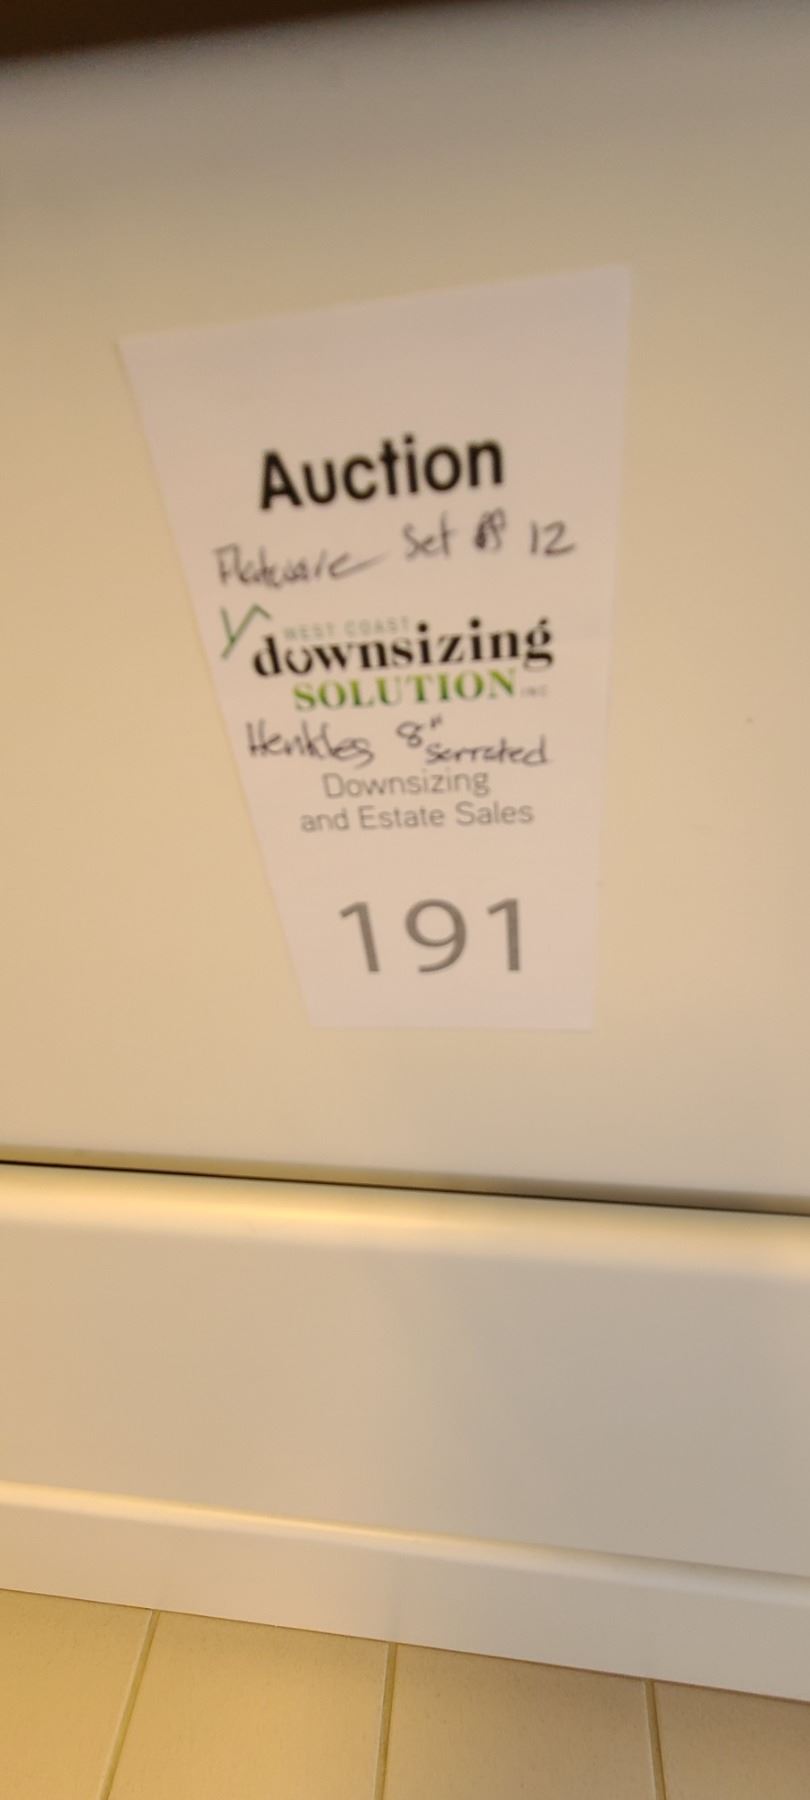 Auction
Flatware Set of 12
WEST COAST
downsizing
SOLUTION INC
Henkles 8" serrated
Downsizing
and Estate Sales
191